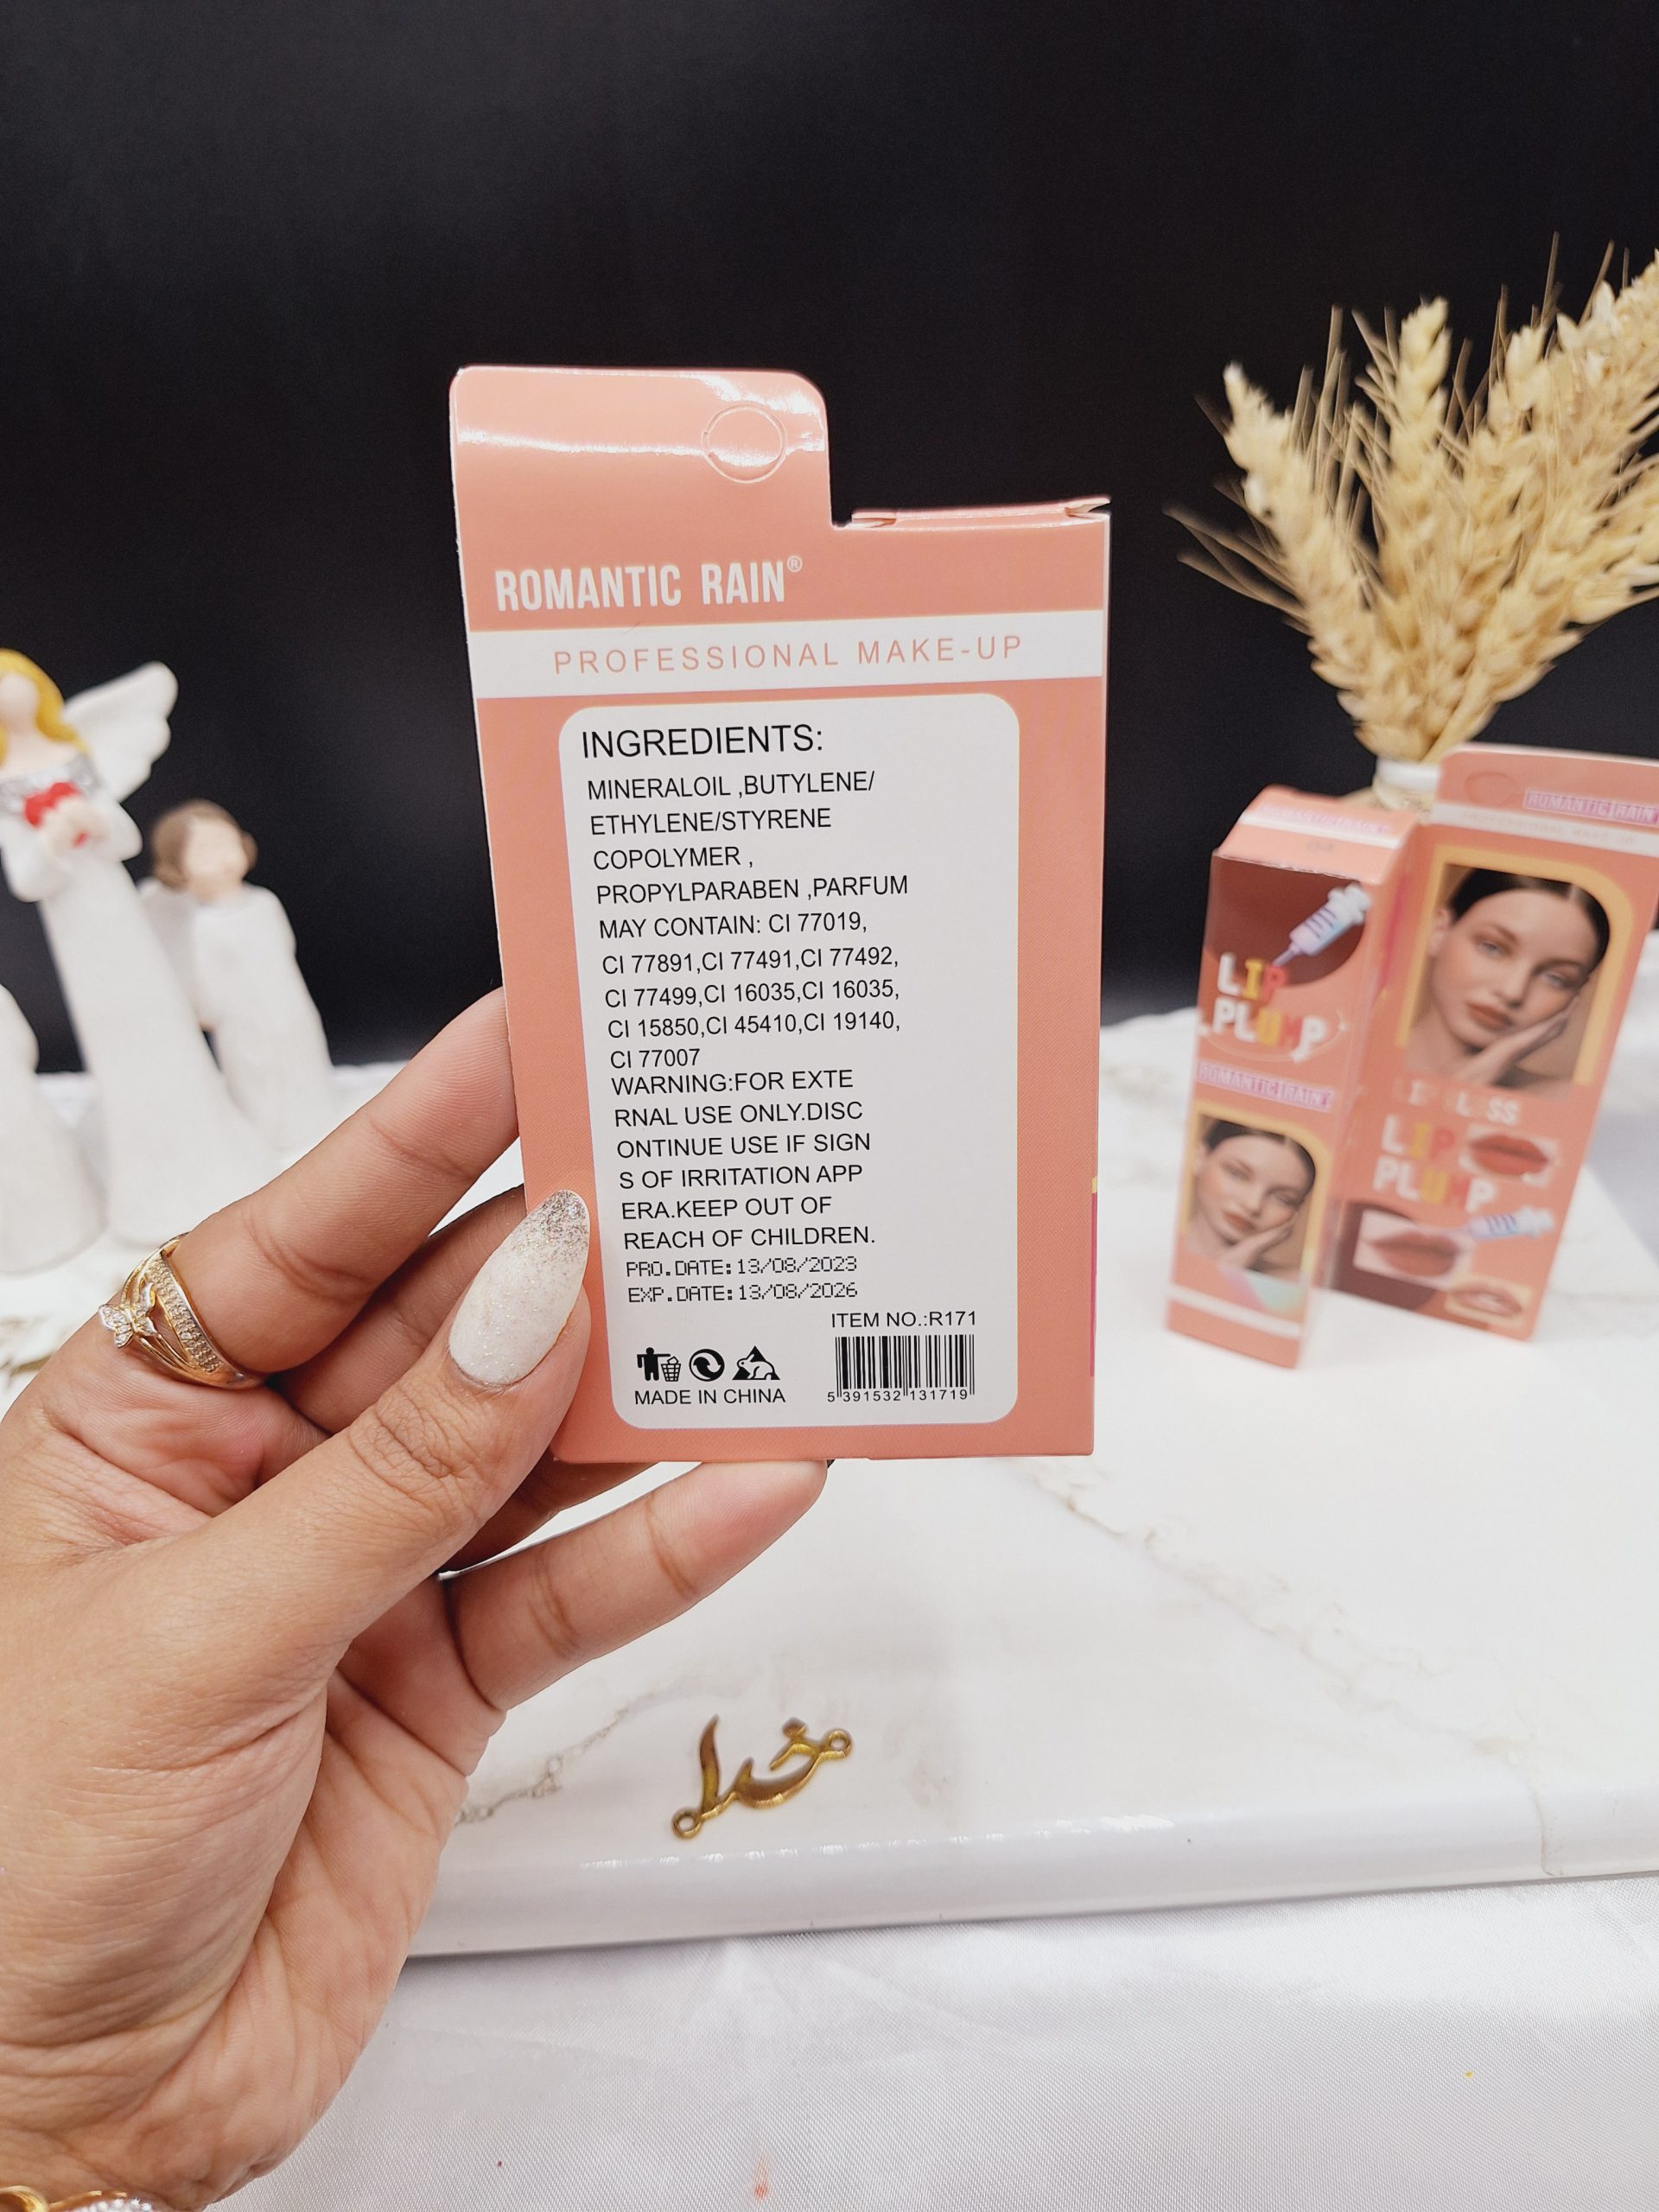 ROMANTIC RAIN®
PROFESSIONAL MAKE-UP
INGREDIENTS:
MINERALOIL ,BUTYLENE/
ETHYLENE/STYRENE
COPOLYMER ,
PROPYLPARABEN ,PARFUM
MAY CONTAIN: CI 77019,
CI 77891,CI 77491,CI 77492,
CI 77499,CI 16035,CI 16035,
CI 15850,CI 45410,CI 19140,
CI 77007
WARNING:FOR EXTE
RNAL USE ONLY.DISC
ONTINUE USE IF SIGN
S OF IRRITATION APP
ERA.KEEP OUT OF
REACH OF CHILDREN.
PRO.DATE:13/08/2023
EXP.DATE:13/08/2026
ITEM NO.:R171
MADE IN CHINA
5 391532 131719
LIP
PLUMP
ROMANTIC RAIN
ROMANTIC RAIN
LIP
PLUMP
خدا